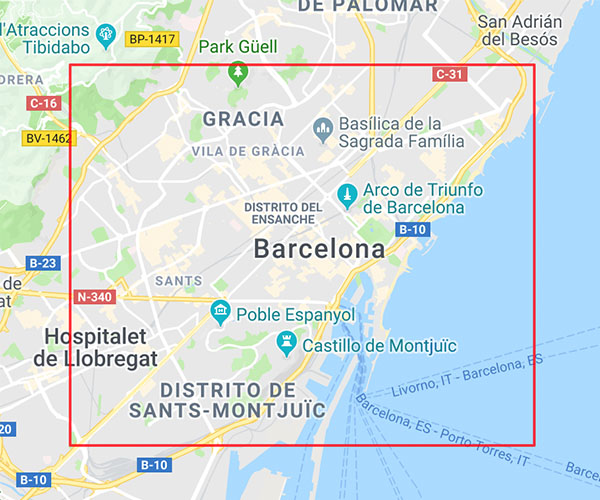 DE PALOMAR
l'Atraccions
Tibidabo
BP-1417
San Adrián
del Besós
Park Güell
C-31
RERA
C-16
GRACIA
Basílica de la
Sagrada Família
BV-1462
VILA DE GRÀCIA
Arco de Triunfo
de Barcelona
DISTRITO DEL
ENSANCHE
B-10
Barcelona
B-23
de
at
SANTS
N-340
Poble Espanyol
Hospitalet
de Llobregat
Castillo de Montjuïc
Livorno, IT - Barcelona, ES
DISTRITO DE
SANTS-MONTJUÏC
Barcelona, ES - Porto Torres, IT
20
B-10
B-10